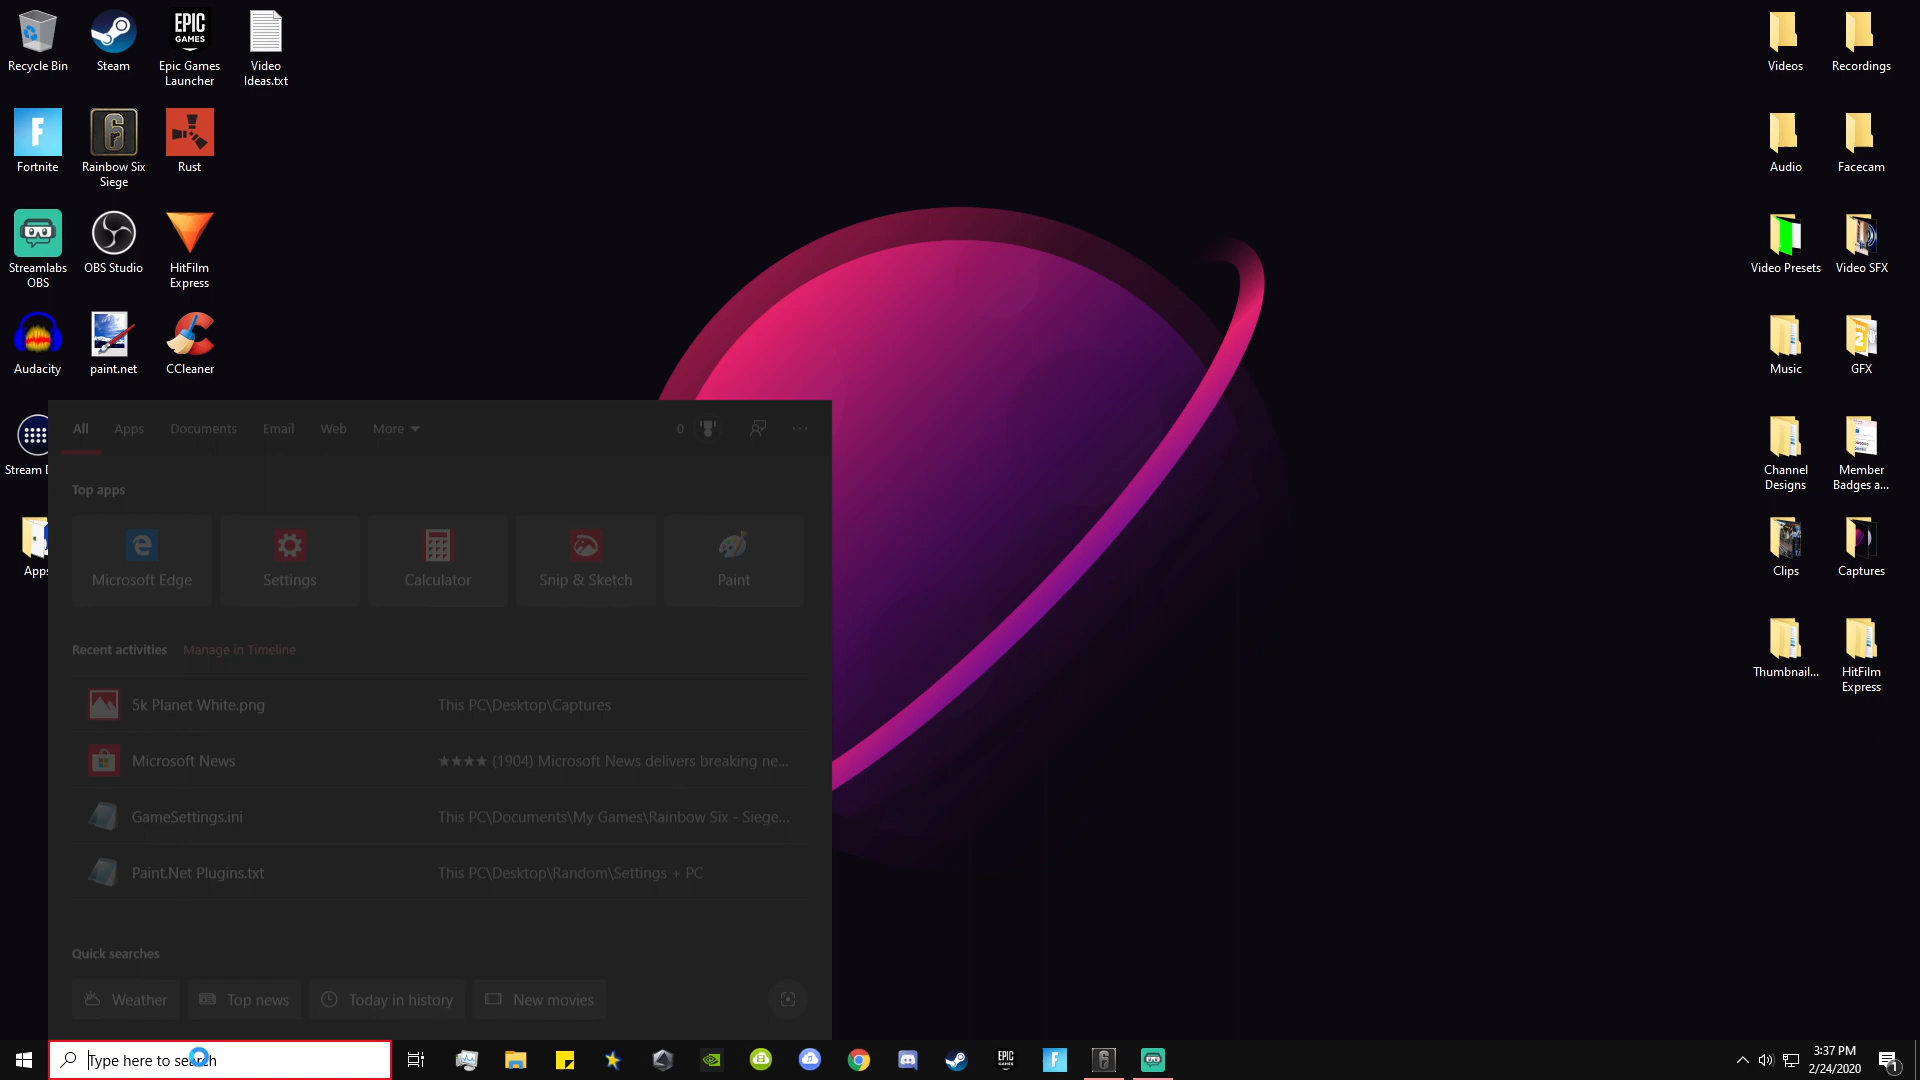 Recycle Bin
Steam
Epic Games
Launcher
EPIC
GAMES
Video
Ideas.txt
Fortnite
Rainbow Six
Siege
Rust
Streamlabs
OBS
OBS Studio
HitFilm
Express
Audacity
paint.net
CCleaner
Stream D
Apps
Videos
Recordings
Audio
Facecam
Video Presets
Video SFX
Music
GFX
Channel
Designs
Member
Badges a...
Clips
Captures
Thumbnail...
HitFilm
Express
All
Apps
Documents
Email
Web
More
0
Top apps
Microsoft Edge
Settings
Calculator
Snip & Sketch
Paint
Recent activities
Manage in Timeline
5k Planet White.png
This PC\Desktop\Captures
Microsoft News
★★★★ (1904) Microsoft News delivers breaking ne...
GameSettings.ini
This PC\Documents\My Games\Rainbow Six - Siege...
Paint.Net Plugins.txt
This PC\Desktop\Random\Settings + PC
Quick searches
Weather
Top news
Today in history
New movies
Type here to search
EPIC
GAMES
3:37 PM
2/24/2020
1